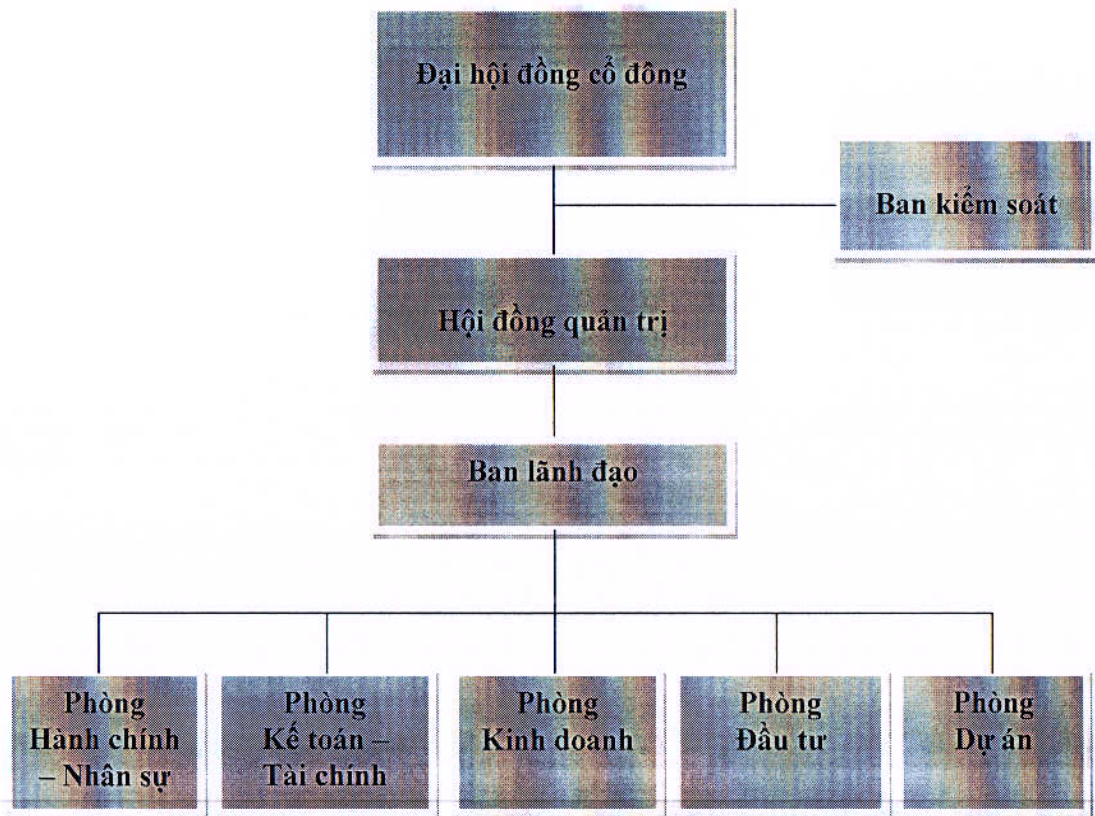 Đại hội đồng cổ đông
Ban kiểm soát
Hội đồng quản trị
Ban lãnh đạo
Phòng
Hành chính
– Nhân sự
Phòng
Kế toán –
Tài chính
Phòng
Kinh doanh
Phòng
Đầu tư
Phòng
Dự án